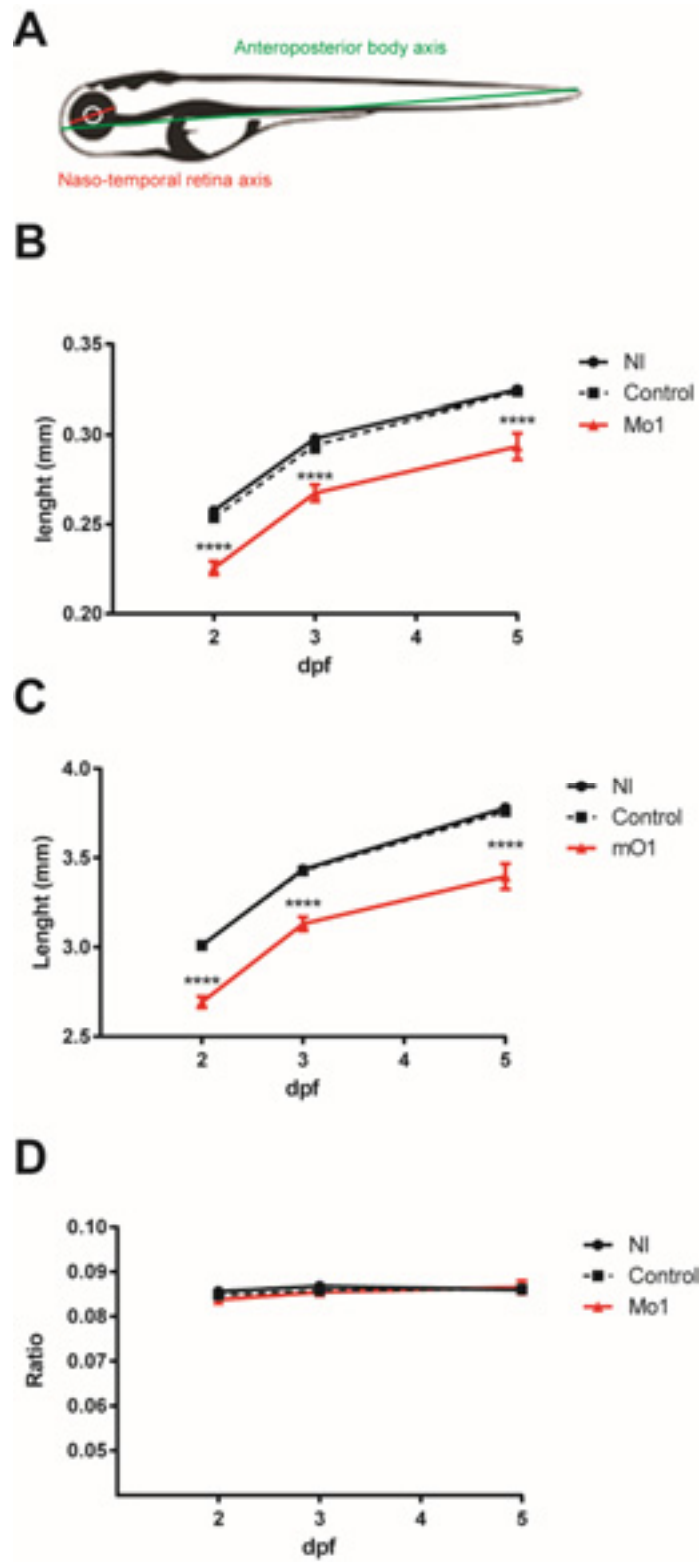 A
Anteroposterior body axis
Naso-temporal retina axis
B
0.35
0.30
0.25
0.20
lenght (mm)
****
****
****
2
3
4
5
dpf
NI
Control
Mo1
C
4.0
3.5
3.0
2.5
Lenght (mm)
****
****
****
2
3
4
5
dpf
NI
Control
mO1
D
0.10
0.09
0.08
0.07
0.06
0.05
Ratio
2
3
4
5
dpf
NI
Control
Mo1